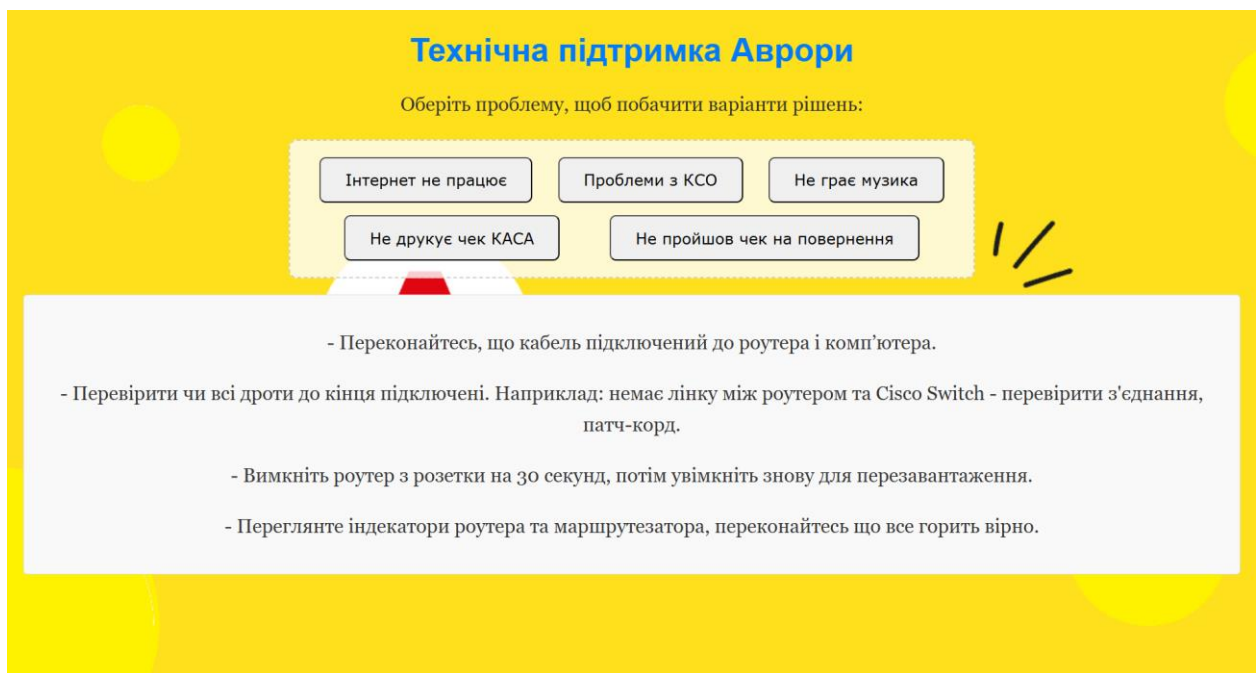 Технічна підтримка Аврори
Оберіть проблему, щоб побачити варіанти рішень:
Інтернет не працює
Проблеми з КСО
Не грає музика
Не друкує чек КАСА
Не пройшов чек на повернення
- Переконайтесь, що кабель підключений до роутера і комп’ютера.
- Перевірити чи всі дроти до кінця підключені. Наприклад: немає лінку між роутером та Cisco Switch - перевірити з'єднання,
патч-корд.
- Вимкніть роутер з розетки на 30 секунд, потім увімкніть знову для перезавантаження.
- Переглянте індекатори роутера та маршрутезатора, переконайтесь що все горить вірно.